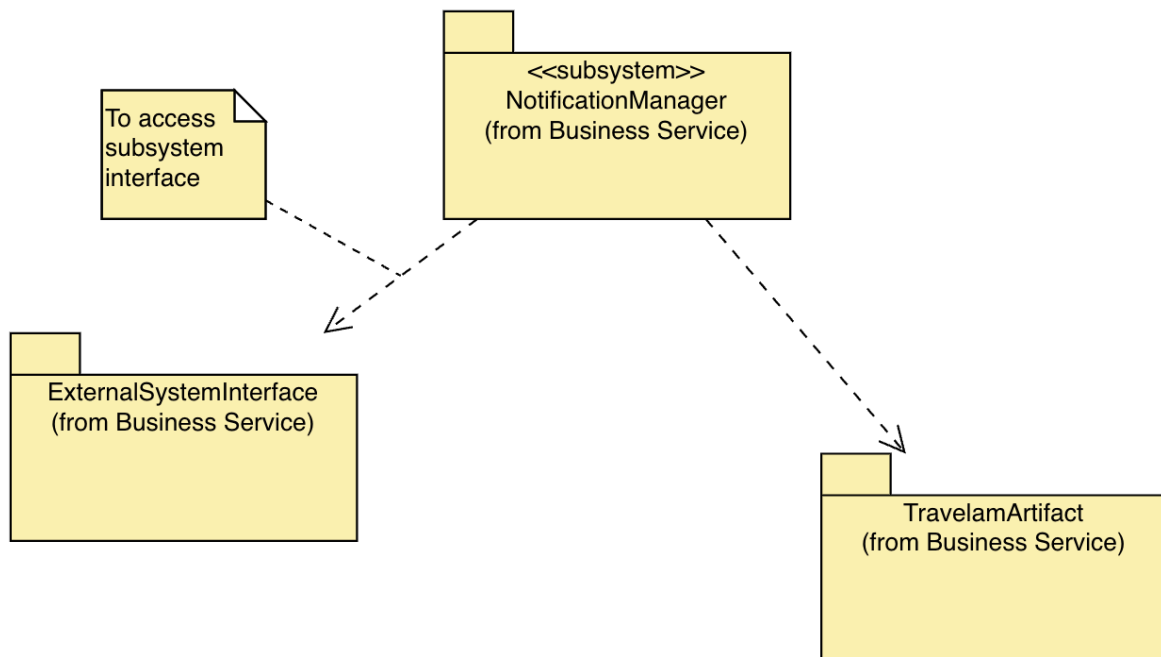 <<subsystem>>
NotificationManager
(from Business Service)
To access
subsystem
interface
ExternalSystemInterface
(from Business Service)
TravelamArtifact
(from Business Service)